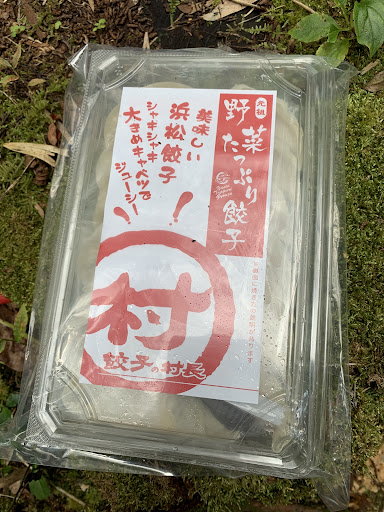 元祖
野菜
たっぷり餃子
美味しい
浜松餃子
シャキシャキ
大きめキャベツで
ジューシー!!
村
餃子の村長